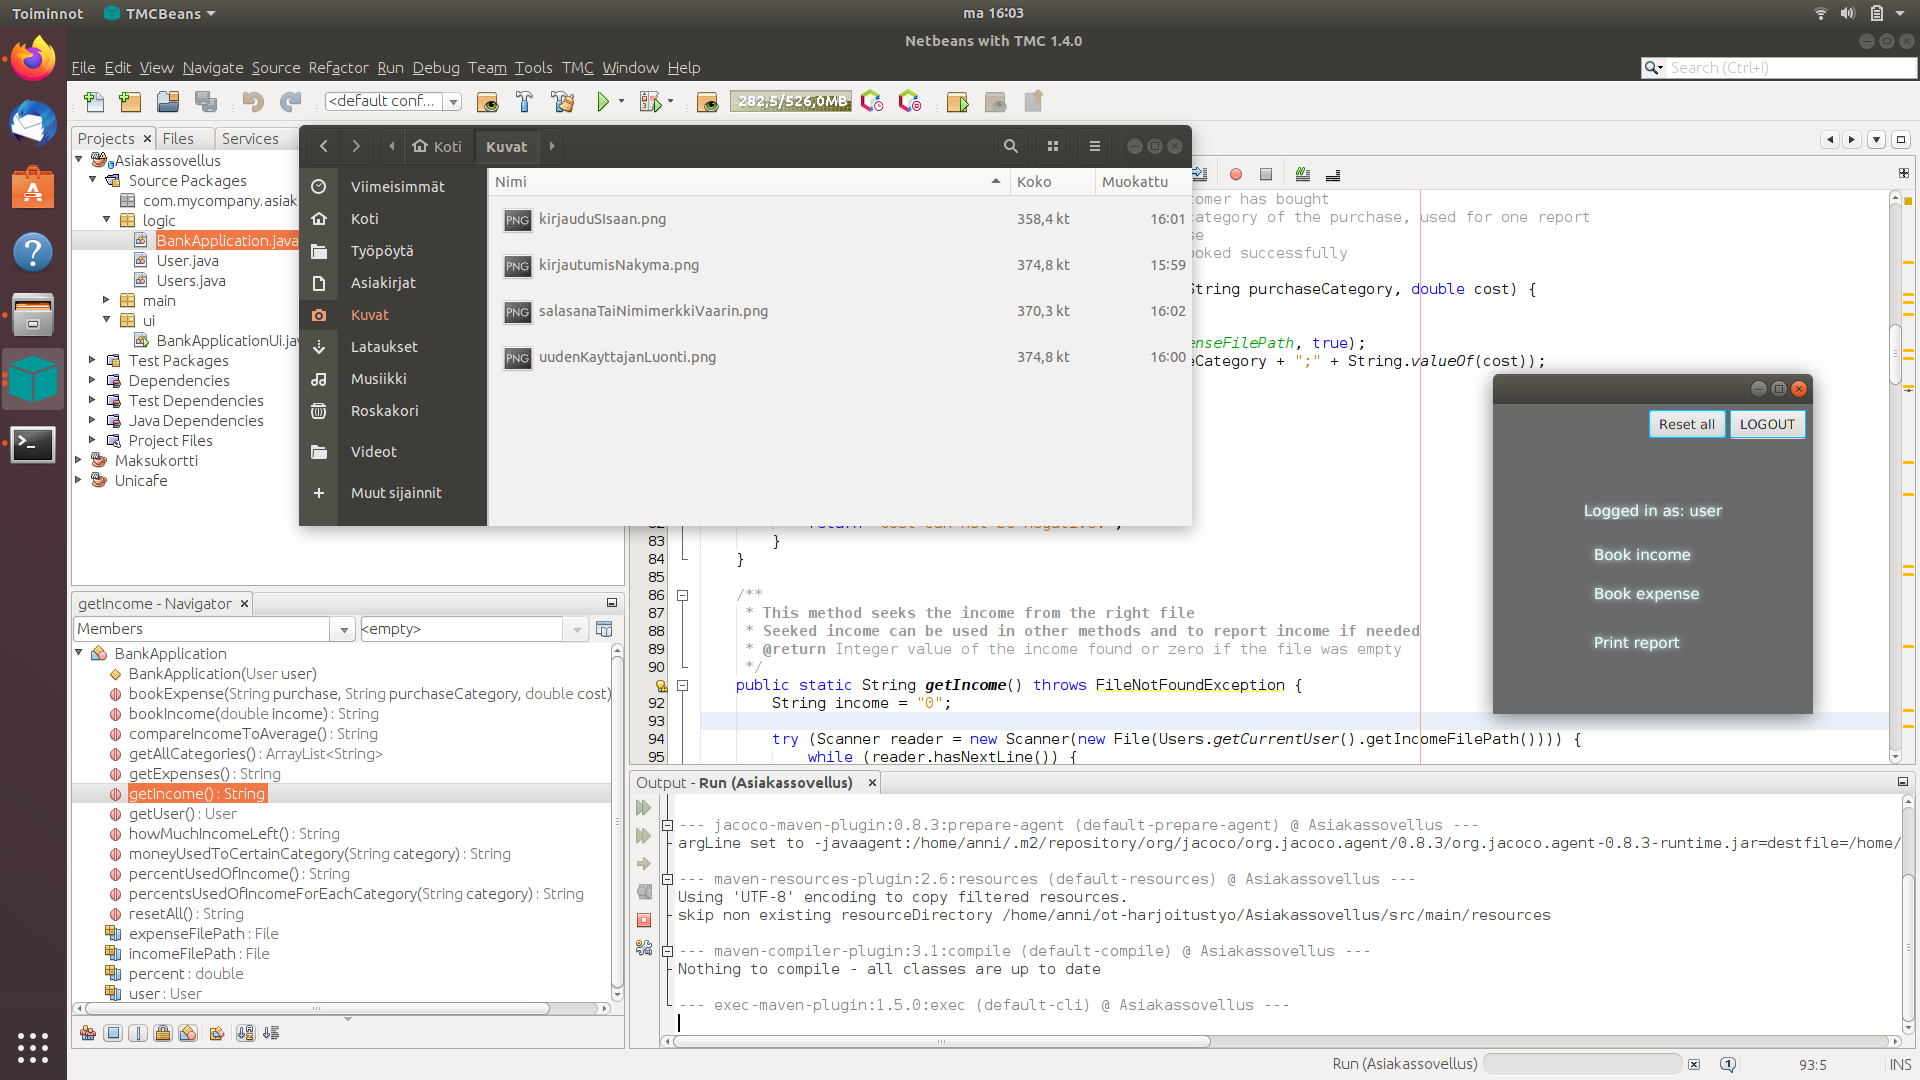 Toiminnot TMCBeans ma 16:03
Netbeans with TMC 1.4.0
File Edit View Navigate Source Refactor Run Debug Team Tools TMC Window Help
Search (Ctrl+I)
<default conf... 282,5/526,0MB
Projects Files Services
Asiakassovellus
Source Packages
com.mycompany.asiak
logic
BankApplication.java
User.java
Users.java
main
ui
BankApplicationUi.jav
Test Packages
Dependencies
Test Dependencies
Java Dependencies
Project Files
Maksukortti
Unicafe
Koti Kuvat
Viimeisimmät
Koti
Työpöytä
Asiakirjat
Kuvat
Lataukset
Musiikki
Roskakori
Videot
Muut sijainnit
Nimi Koko Muokattu
PNG kirjauduSIsaan.png 358,4 kt 16:01
PNG kirjautumisNakyma.png 374,8 kt 15:59
PNG salasanaTaiNimimerkkiVaarin.png 370,3 kt 16:02
PNG uudenKayttajanLuonti.png 374,8 kt 16:00
omer has bought
ategory of the purchase, used for one report
se
ooked successfully
String purchaseCategory, double cost) {
enseFilePath, true);
eCategory + ";" + String.valueOf(cost));
83 }
84 }
85
86 /**
87 * This method seeks the income from the right file
88 * Seeked income can be used in other methods and to report income if needed
89 * @return Integer value of the income found or zero if the file was empty
90 */
public static String getIncome() throws FileNotFoundException {
92 String income = "0";
93
94 try (Scanner reader = new Scanner(new File(Users.getCurrentUser().getIncomeFilePath()))) {
95 while (reader.hasNextLine()) {
Reset all LOGOUT
Logged in as: user
Book income
Book expense
Print report
getIncome - Navigator
Members <empty>
BankApplication
BankApplication(User user)
bookExpense(String purchase, String purchaseCategory, double cost)
bookIncome(double income) : String
compareIncomeToAverage() : String
getAllCategories() : ArrayList<String>
getExpenses() : String
getIncome() : String
getUser() : User
howMuchIncomeLeft() : String
moneyUsedToCertainCategory(String category) : String
percentUsedOfIncome() : String
percentsUsedOfIncomeForEachCategory(String category) : String
resetAll() : String
expenseFilePath : File
incomeFilePath : File
percent : double
user : User
Output - Run (Asiakassovellus)
--- jacoco-maven-plugin:0.8.3:prepare-agent (default-prepare-agent) @ Asiakassovellus ---
argLine set to -javaagent:/home/anni/.m2/repository/org/jacoco/org.jacoco.agent/0.8.3/org.jacoco.agent-0.8.3-runtime.jar=destfile=/home/
--- maven-resources-plugin:2.6:resources (default-resources) @ Asiakassovellus ---
Using 'UTF-8' encoding to copy filtered resources.
skip non existing resourceDirectory /home/anni/ot-harjoitustyo/Asiakassovellus/src/main/resources
--- maven-compiler-plugin:3.1:compile (default-compile) @ Asiakassovellus ---
Nothing to compile - all classes are up to date
--- exec-maven-plugin:1.5.0:exec (default-cli) @ Asiakassovellus ---
Run (Asiakassovellus) 1 93:5 INS